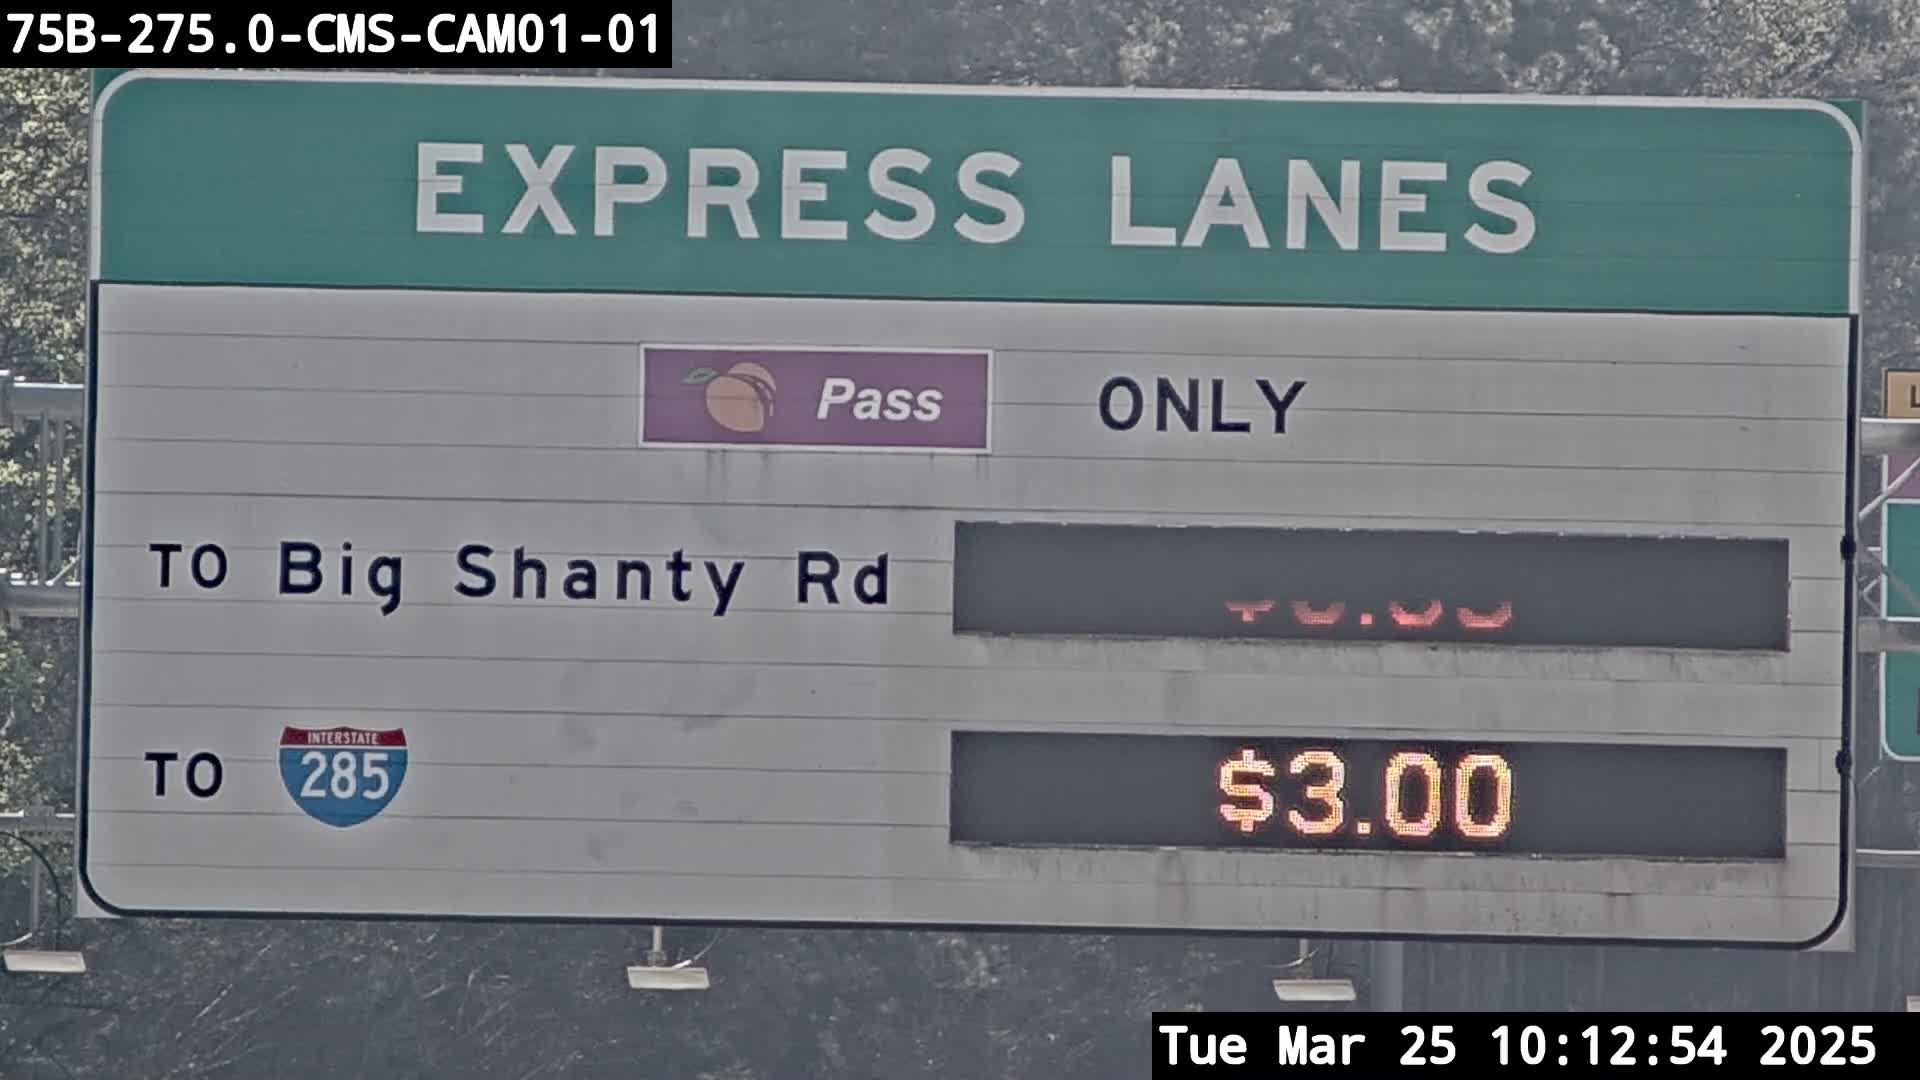 75B-275.0-CMS-CAM01-01
EXPRESS LANES
Pass ONLY
TO Big Shanty Rd
TO INTERSTATE 285 $3.00
Tue Mar 25 10:12:54 2025